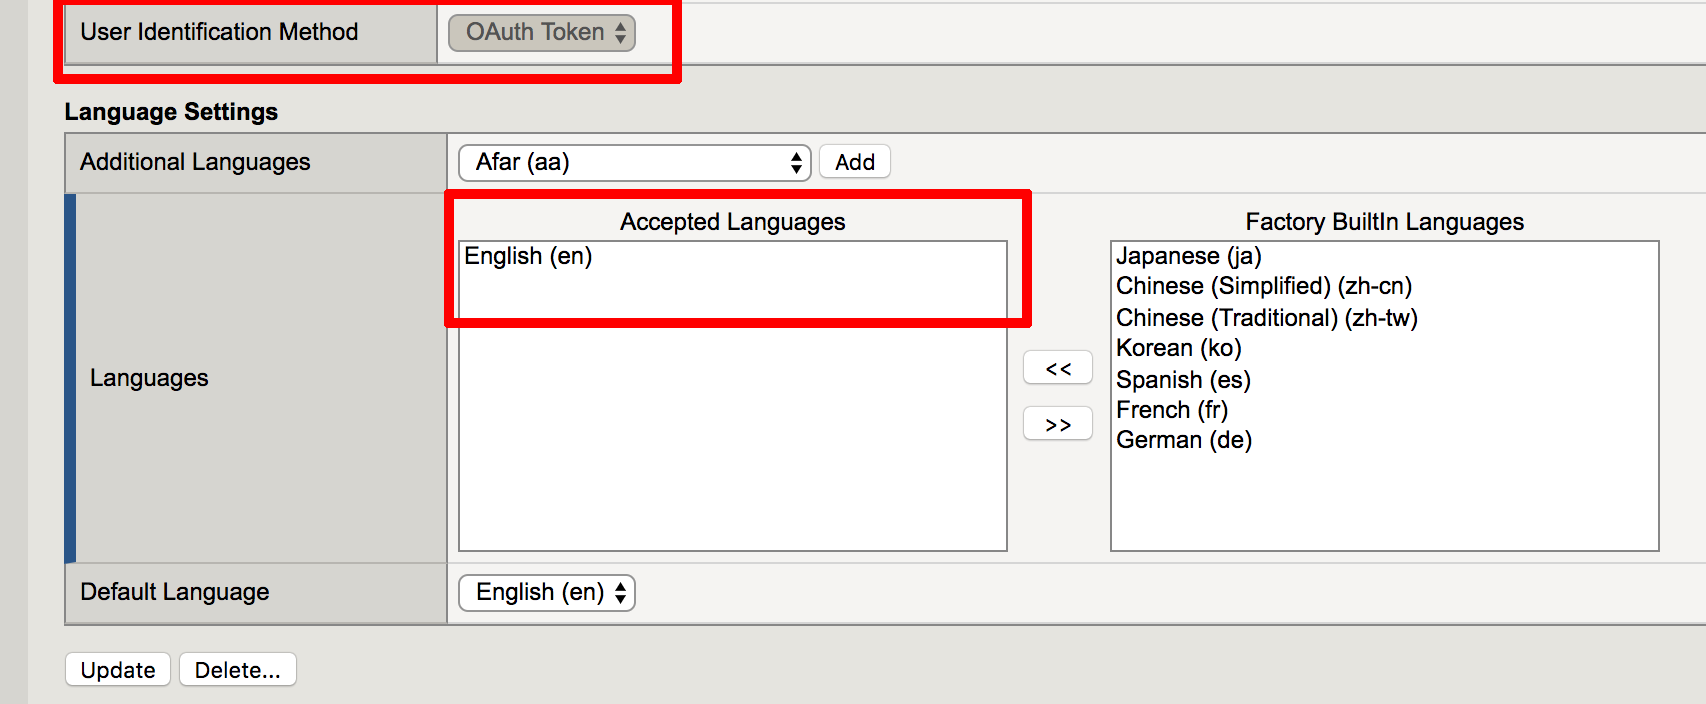 User Identification Method
OAuth Token
Language Settings
Additional Languages
Afar (aa)
Add
Accepted Languages
Factory BuiltIn Languages
Languages
English (en)
<<
>>
Japanese (ja)
Chinese (Simplified) (zh-cn)
Chinese (Traditional) (zh-tw)
Korean (ko)
Spanish (es)
French (fr)
German (de)
Default Language
English (en)
Update
Delete...